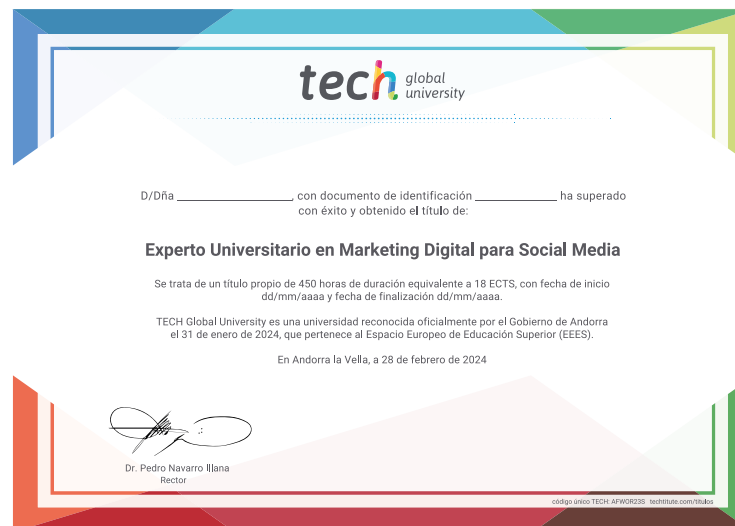 tech global university
D/Dña ____________, con documento de identificación ____________ ha superado
con éxito y obtenido el título de:
Experto Universitario en Marketing Digital para Social Media
Se trata de un título propio de 450 horas de duración equivalente a 18 ECTS, con fecha de inicio
dd/mm/aaaa y fecha de finalización dd/mm/aaaa.
TECH Global University es una universidad reconocida oficialmente por el Gobierno de Andorra
el 31 de enero de 2024, que pertenece al Espacio Europeo de Educación Superior (EEES).
En Andorra la Vella, a 28 de febrero de 2024
Dr. Pedro Navarro Illana
Rector
código único TECH: AFWOR23S techtitute.com/titulos